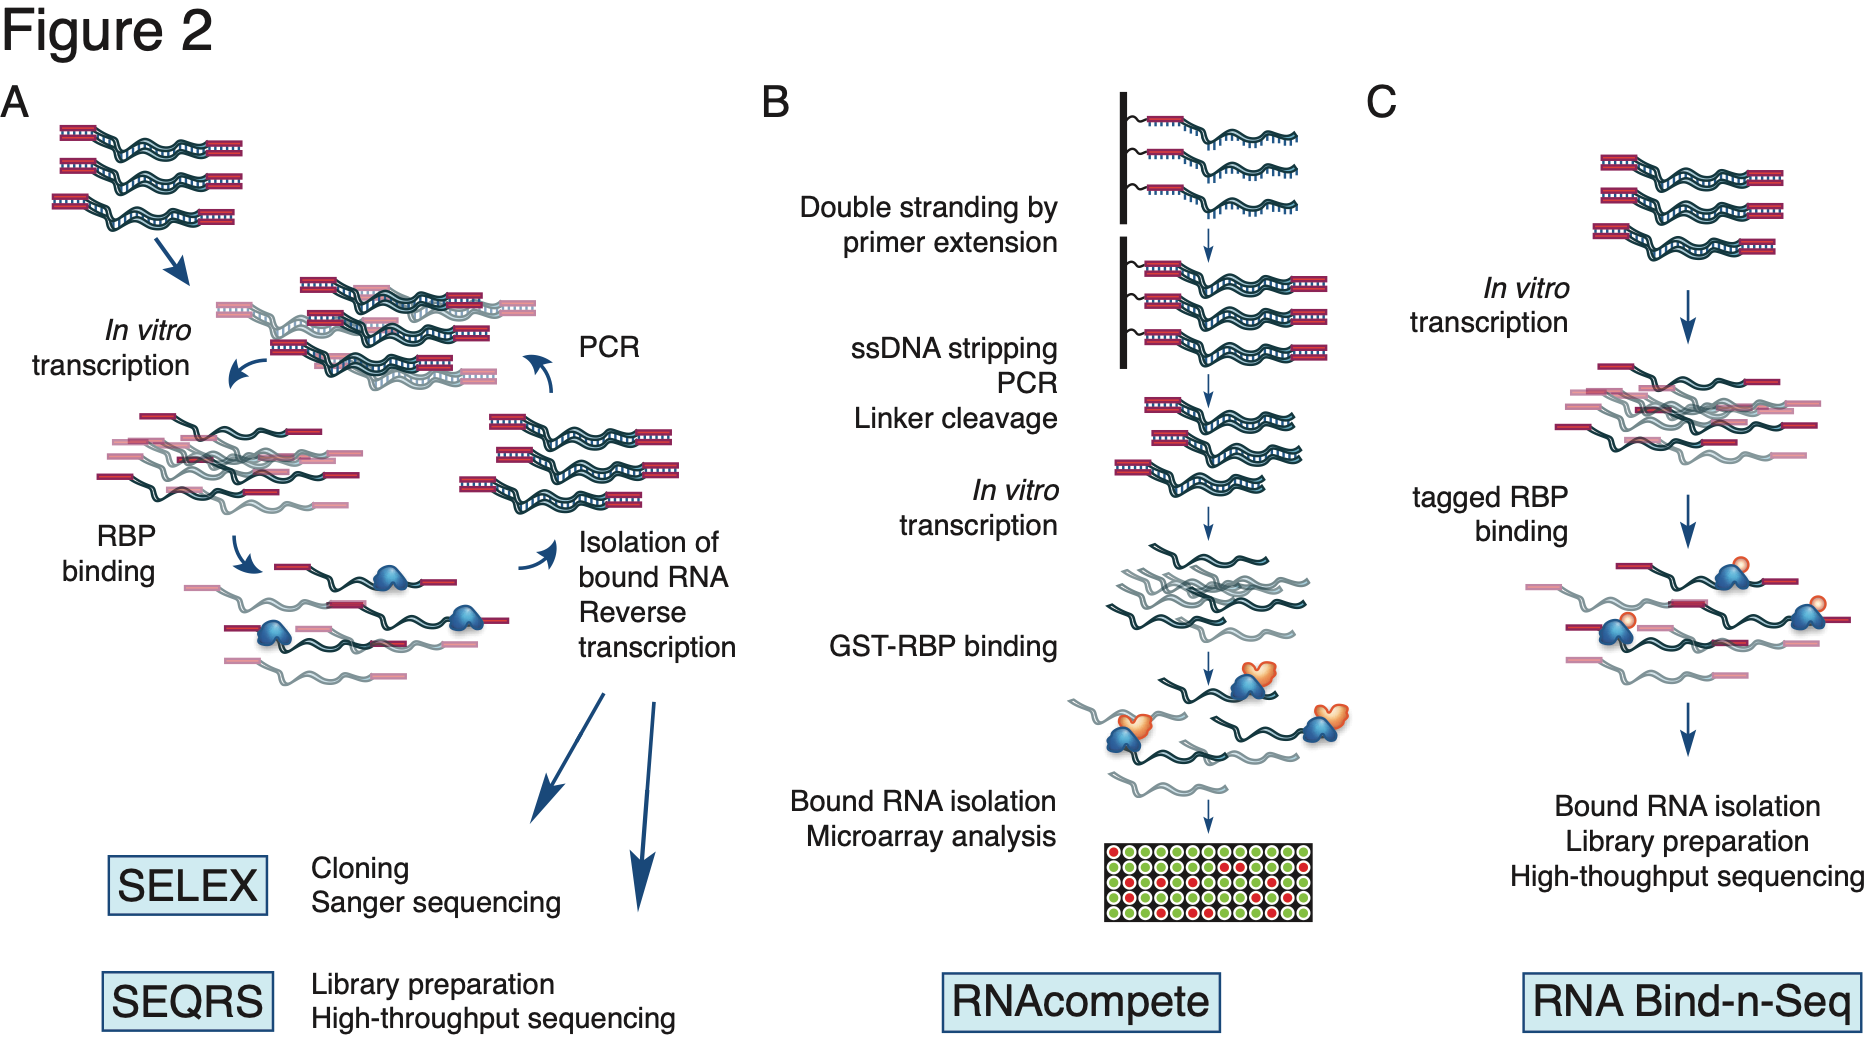 Figure 2
A
In vitro
transcription
PCR
RBP
binding
Isolation of
bound RNA
Reverse
transcription
SELEX
Cloning
Sanger sequencing
SEQRS
Library preparation
High-throughput sequencing
B
Double stranding by
primer extension
ssDNA stripping
PCR
Linker cleavage
In vitro
transcription
GST-RBP binding
Bound RNA isolation
Microarray analysis
RNAcompete
C
In vitro
transcription
tagged RBP
binding
Bound RNA isolation
Library preparation
High-thoughput sequencing
RNA Bind-n-Seq